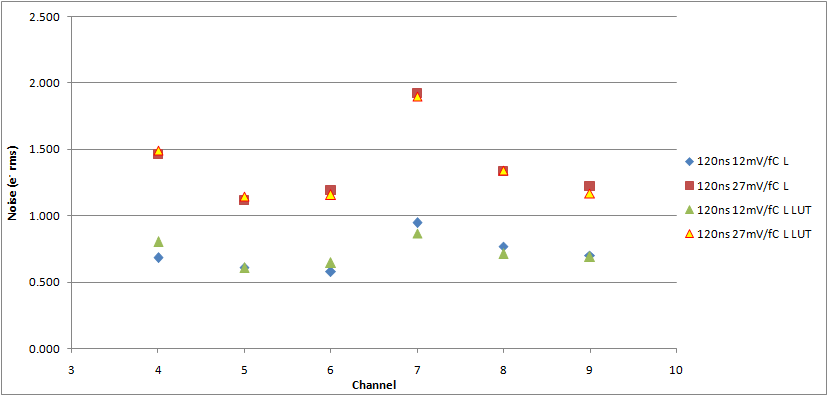 2.500
2.000
1.500
1.000
0.500
0.000
Noise (e⁻ rms)
3 4 5 6 7 8 9 10
Channel
120ns 12mV/fC L
120ns 27mV/fC L
120ns 12mV/fC L LUT
120ns 27mV/fC L LUT